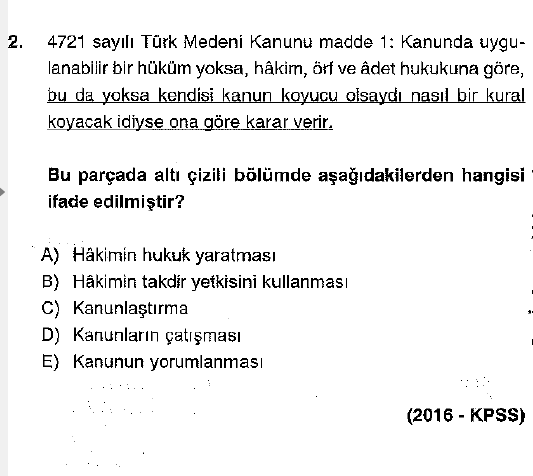 2. 4721 sayılı Türk Medeni Kanunu madde 1: Kanunda uygu-
lanabilir bir hüküm yoksa, hâkim, örf ve âdet hukukuna göre,
bu da yoksa kendisi kanun koyucu olsaydı nasıl bir kural
koyacak idiyse ona göre karar verir.
Bu parçada altı çizili bölümde aşağıdakilerden hangisi
ifade edilmiştir?
A) Hâkimin hukuk yaratması
B) Hâkimin takdir yetkisini kullanması
C) Kanunlaştırma
D) Kanunların çatışması
E) Kanunun yorumlanması
(2016 - KPSS)